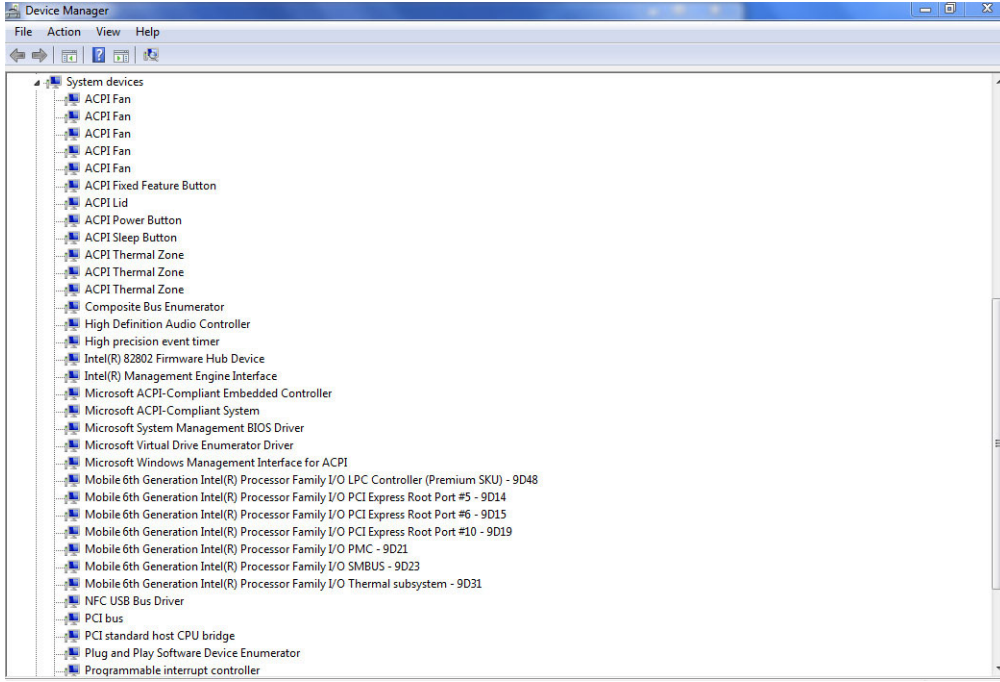 Device Manager
File Action View Help
System devices
ACPI Fan
ACPI Fan
ACPI Fan
ACPI Fan
ACPI Fan
ACPI Fixed Feature Button
ACPI Lid
ACPI Power Button
ACPI Sleep Button
ACPI Thermal Zone
ACPI Thermal Zone
ACPI Thermal Zone
Composite Bus Enumerator
High Definition Audio Controller
High precision event timer
Intel(R) 82802 Firmware Hub Device
Intel(R) Management Engine Interface
Microsoft ACPI-Compliant Embedded Controller
Microsoft ACPI-Compliant System
Microsoft System Management BIOS Driver
Microsoft Virtual Drive Enumerator Driver
Microsoft Windows Management Interface for ACPI
Mobile 6th Generation Intel(R) Processor Family I/O LPC Controller (Premium SKU) - 9D48
Mobile 6th Generation Intel(R) Processor Family I/O PCI Express Root Port #5 - 9D14
Mobile 6th Generation Intel(R) Processor Family I/O PCI Express Root Port #6 - 9D15
Mobile 6th Generation Intel(R) Processor Family I/O PCI Express Root Port #10 - 9D19
Mobile 6th Generation Intel(R) Processor Family I/O PMC - 9D21
Mobile 6th Generation Intel(R) Processor Family I/O SMBUS - 9D23
Mobile 6th Generation Intel(R) Processor Family I/O Thermal subsystem - 9D31
NFC USB Bus Driver
PCI bus
PCI standard host CPU bridge
Plug and Play Software Device Enumerator
Programmable interrupt controller